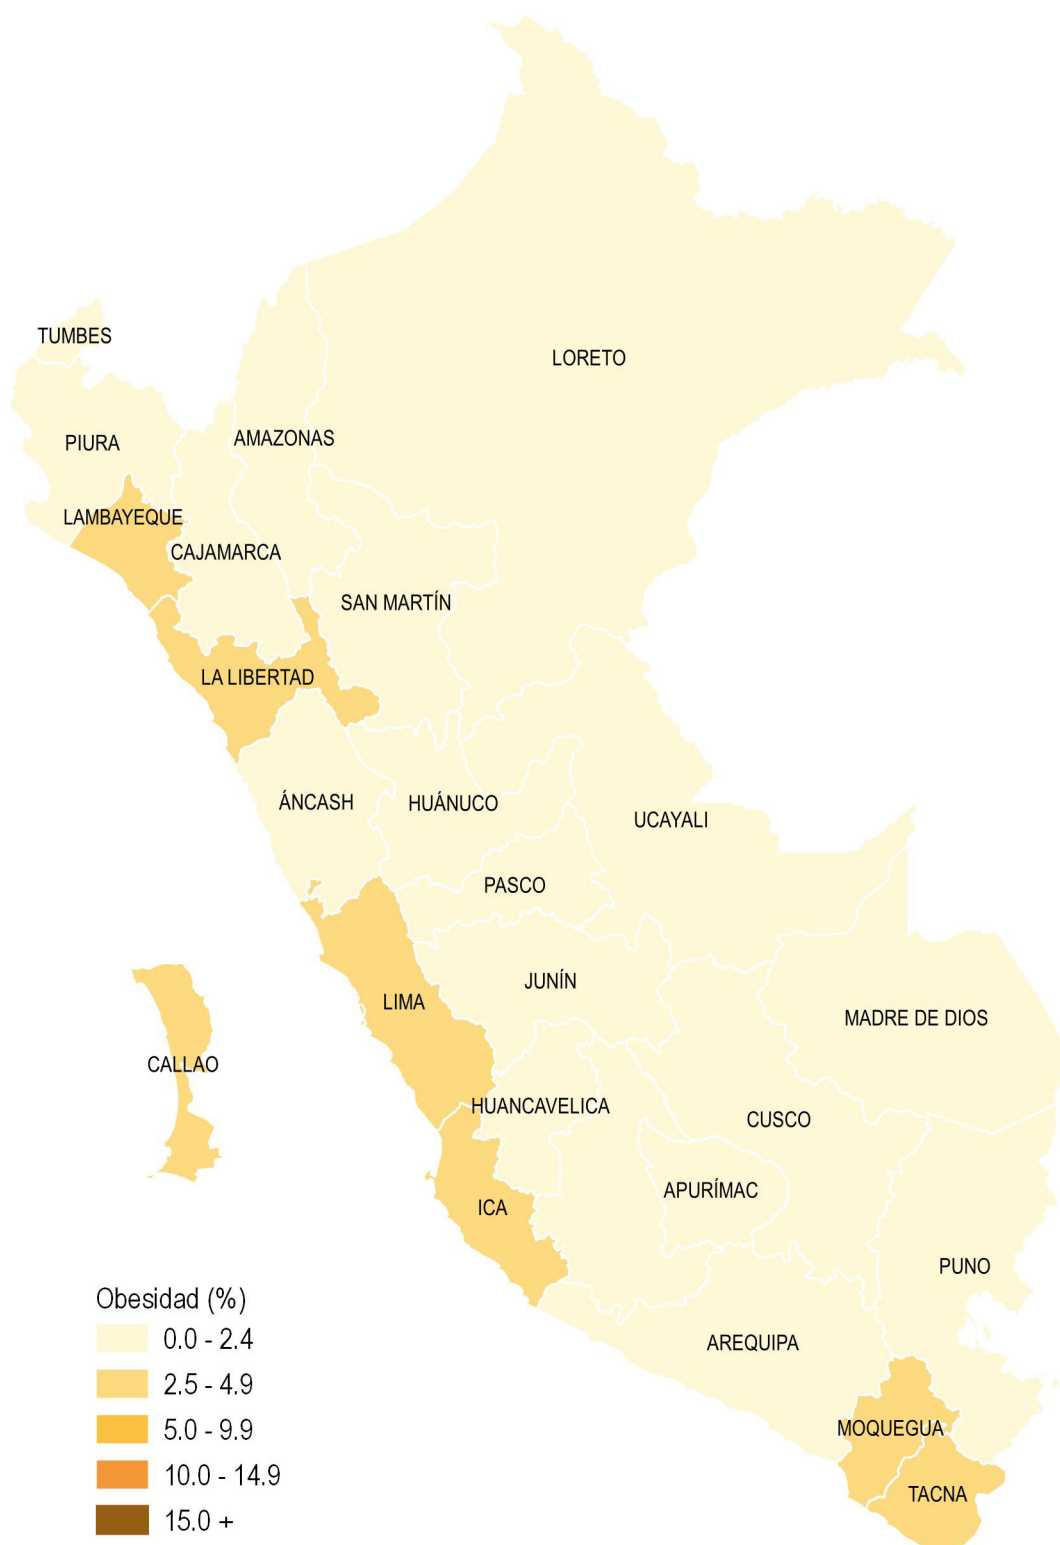 TUMBES
LORETO
PIURA
AMAZONAS
LAMBAYEQUE
CAJAMARCA
SAN MARTÍN
LA LIBERTAD
ÁNCASH
HUÁNUCO
UCAYALI
PASCO
JUNÍN
LIMA
MADRE DE DIOS
CALLAO
HUANCAVELICA
CUSCO
APURÍMAC
ICA
PUNO
AREQUIPA
MOQUEGUA
TACNA
Obesidad (%)
0.0 - 2.4
2.5 - 4.9
5.0 - 9.9
10.0 - 14.9
15.0 +